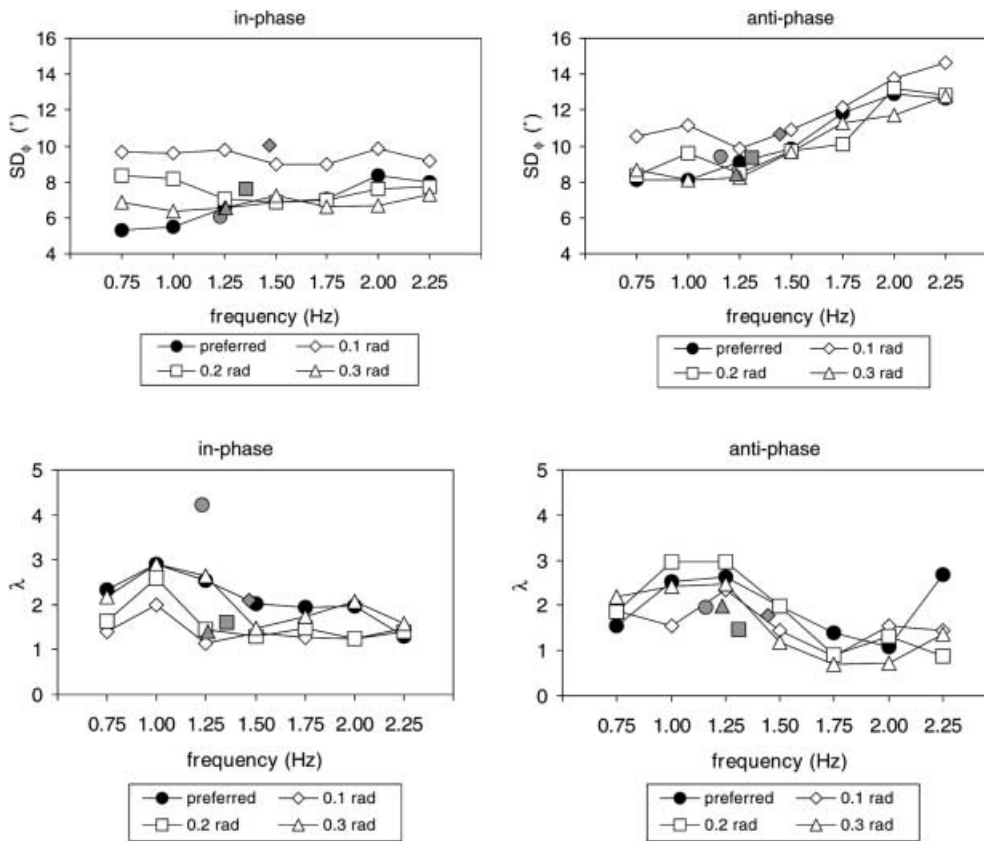 in-phase
16
14
12
10
8
6
4
SDϕ (°)
0.75 1.00 1.25 1.50 1.75 2.00 2.25
frequency (Hz)
preferred 0.1 rad
0.2 rad 0.3 rad
anti-phase
16
14
12
10
8
6
4
SDϕ (°)
0.75 1.00 1.25 1.50 1.75 2.00 2.25
frequency (Hz)
preferred 0.1 rad
0.2 rad 0.3 rad
in-phase
5
4
3
2
1
0
λ
0.75 1.00 1.25 1.50 1.75 2.00 2.25
frequency (Hz)
preferred 0.1 rad
0.2 rad 0.3 rad
anti-phase
5
4
3
2
1
0
λ
0.75 1.00 1.25 1.50 1.75 2.00 2.25
frequency (Hz)
preferred 0.1 rad
0.2 rad 0.3 rad